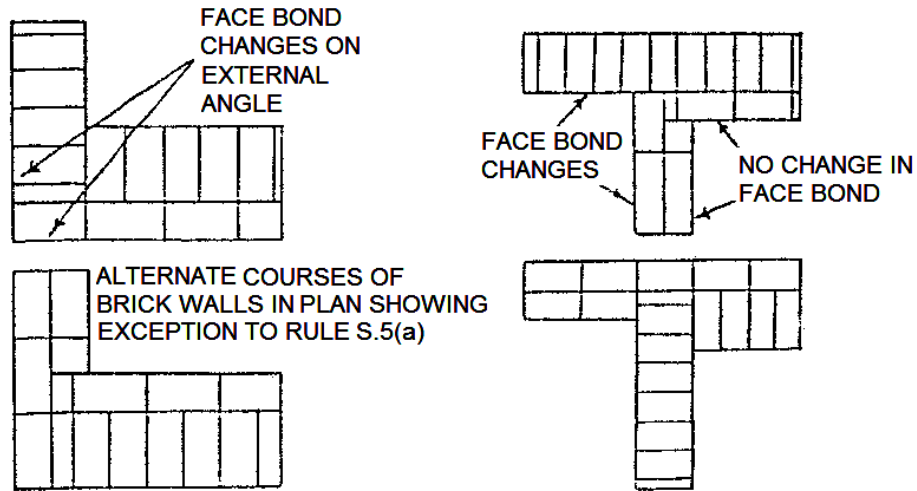 FACE BOND
CHANGES ON
EXTERNAL
ANGLE
FACE BOND
CHANGES
NO CHANGE IN
FACE BOND
ALTERNATE COURSES OF
BRICK WALLS IN PLAN SHOWING
EXCEPTION TO RULE S.5(a)